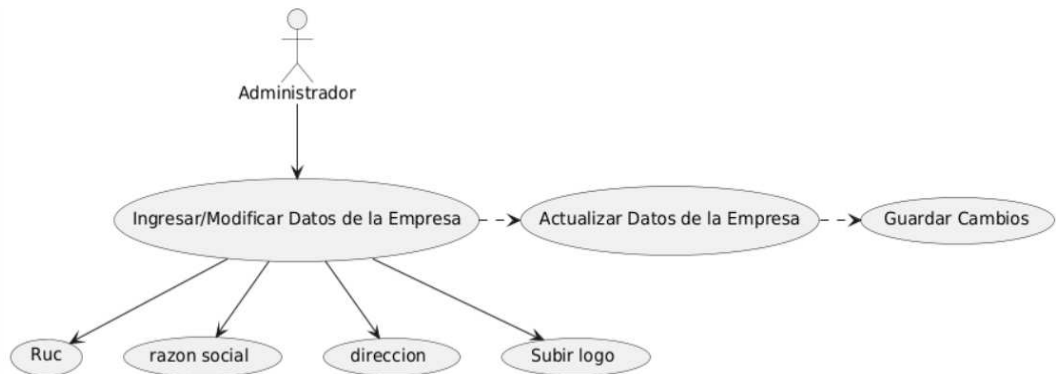 Administrador
Ingresar/Modificar Datos de la Empresa
Actualizar Datos de la Empresa
Guardar Cambios
Ruc
razon social
direccion
Subir logo